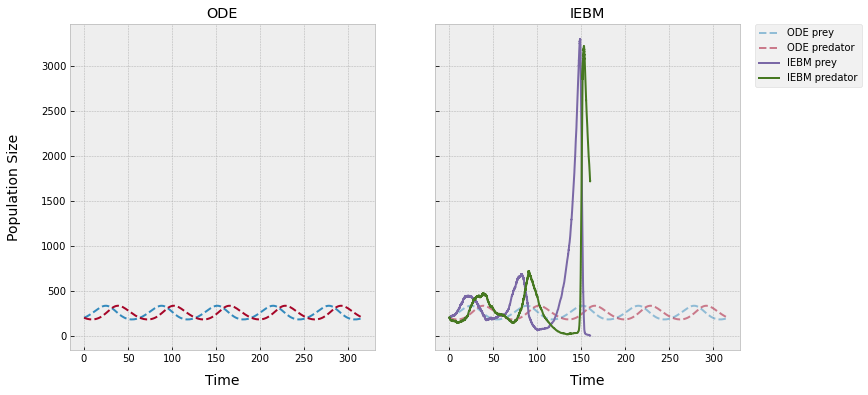 ODE
IEBM
ODE prey
ODE predator
IEBM prey
IEBM predator
Population Size
3000
2500
2000
1500
1000
500
0
0 50 100 150 200 250 300
0 50 100 150 200 250 300
Time
Time